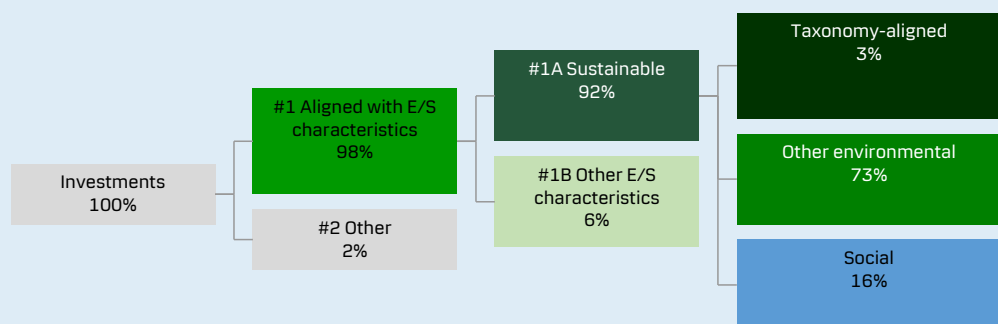 Investments
100%
#1 Aligned with E/S
characteristics
98%
#2 Other
2%
#1A Sustainable
92%
#1B Other E/S
characteristics
6%
Taxonomy-aligned
3%
Other environmental
73%
Social
16%